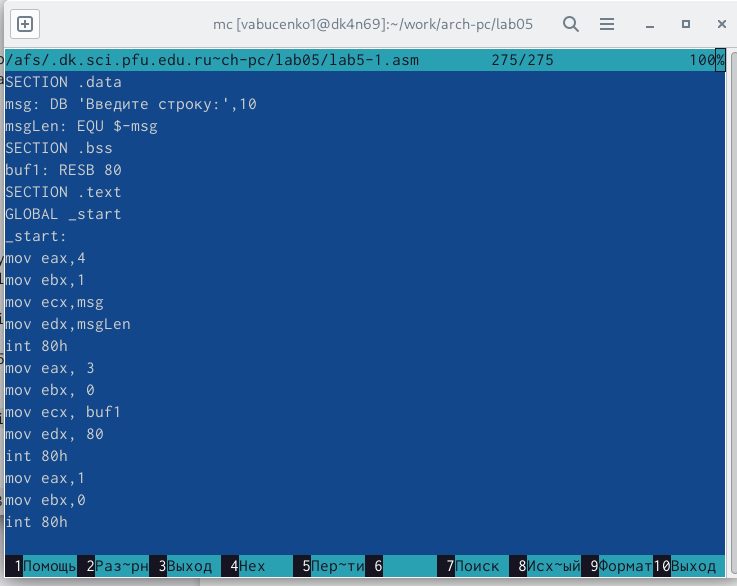 mc [vabucenko1@dk4n69]:~/work/arch-pc/lab05
/afs/.dk.sci.pfu.edu.ru~ch-pc/lab05/lab5-1.asm 275/275 100%
SECTION .data
msg: DB 'Введите строку:',10
msgLen: EQU $-msg
SECTION .bss
buf1: RESB 80
SECTION .text
GLOBAL _start
_start:
mov eax,4
mov ebx,1
mov ecx,msg
mov edx,msgLen
int 80h
mov eax, 3
mov ebx, 0
mov ecx, buf1
mov edx, 80
int 80h
mov eax,1
mov ebx,0
int 80h
1Помощь 2Раз~рн 3Выход 4Hex 5Пер~ти 6 7Поиск 8Исх~ый 9Формат 10Выход